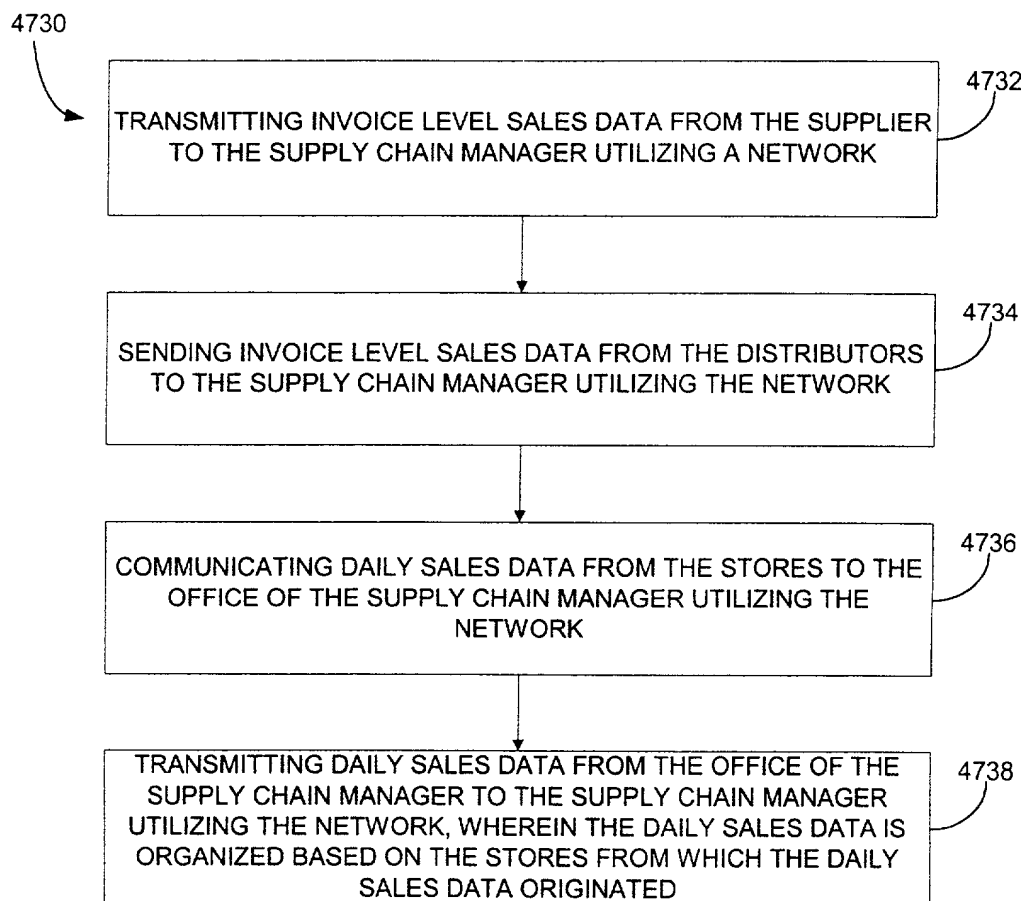 4730
4732
TRANSMITTING INVOICE LEVEL SALES DATA FROM THE SUPPLIER
TO THE SUPPLY CHAIN MANAGER UTILIZING A NETWORK
4734
SENDING INVOICE LEVEL SALES DATA FROM THE DISTRIBUTORS
TO THE SUPPLY CHAIN MANAGER UTILIZING THE NETWORK
4736
COMMUNICATING DAILY SALES DATA FROM THE STORES TO THE
OFFICE OF THE SUPPLY CHAIN MANAGER UTILIZING THE
NETWORK
4738
TRANSMITTING DAILY SALES DATA FROM THE OFFICE OF THE
SUPPLY CHAIN MANAGER TO THE SUPPLY CHAIN MANAGER
UTILIZING THE NETWORK, WHEREIN THE DAILY SALES DATA IS
ORGANIZED BASED ON THE STORES FROM WHICH THE DAILY
SALES DATA ORIGINATED